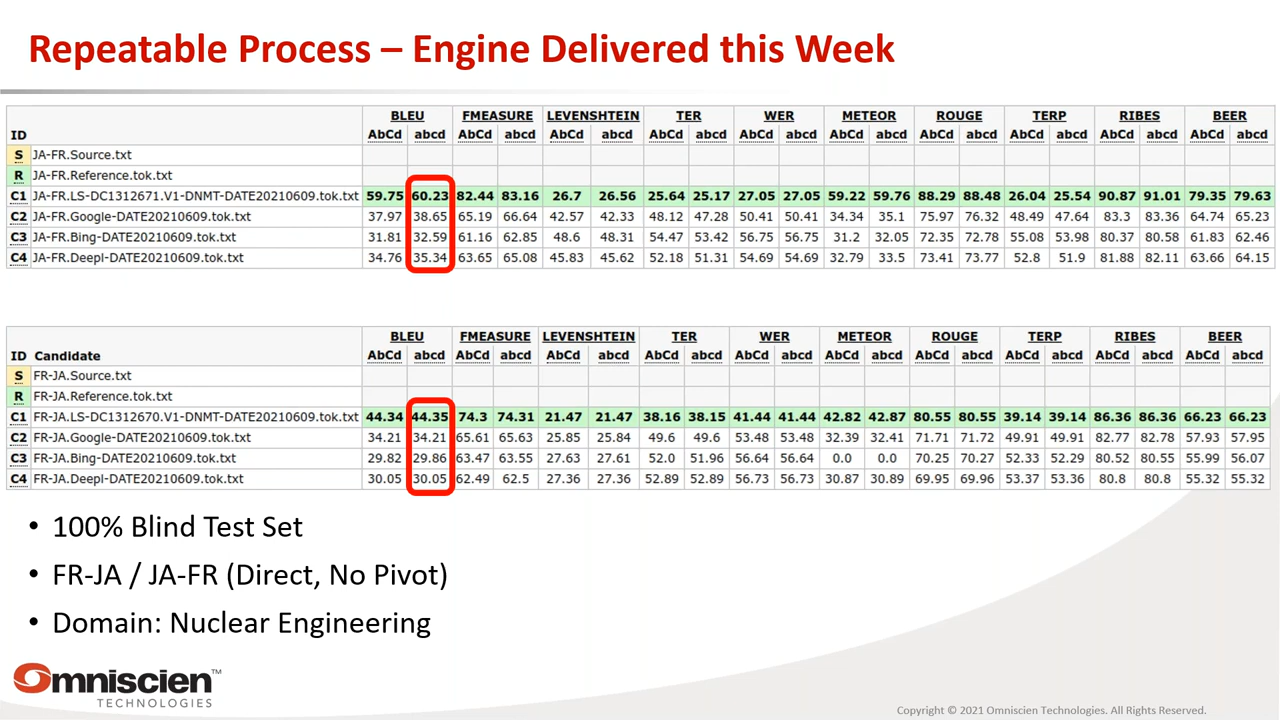 Repeatable Process – Engine Delivered this Week
BLEU FMEASURE LEVENSHTEIN TER WER METEOR ROUGE TERP RIBES BEER
ID AbCd abcd AbCd abcd AbCd abcd AbCd abcd AbCd abcd AbCd abcd AbCd abcd AbCd abcd AbCd abcd AbCd abcd
S JA-FR.Source.txt
R JA-FR.Reference.tok.txt
C1 JA-FR.LS-DC1312671.V1-DNMT-DATE20210609.tok.txt 59.75 60.23 82.44 83.16 26.7 26.56 25.64 25.17 27.05 27.05 59.22 59.76 88.29 88.48 26.04 25.54 90.87 91.01 79.35 79.63
C2 JA-FR.Google-DATE20210609.tok.txt 37.97 38.65 65.19 66.64 42.57 42.33 48.12 47.28 50.41 50.41 34.34 35.1 75.97 76.32 48.49 47.64 83.3 83.36 64.74 65.23
C3 JA-FR.Bing-DATE20210609.tok.txt 31.81 32.59 61.16 62.85 48.6 48.31 54.47 53.42 56.75 56.75 31.2 32.05 72.35 72.78 55.08 53.98 80.37 80.58 61.83 62.46
C4 JA-FR.Deepl-DATE20210609.tok.txt 34.76 35.34 63.65 65.08 45.83 45.62 52.18 51.31 54.69 54.69 32.79 33.5 73.41 73.77 52.8 51.9 81.88 82.11 63.66 64.15
BLEU FMEASURE LEVENSHTEIN TER WER METEOR ROUGE TERP RIBES BEER
ID Candidate AbCd abcd AbCd abcd AbCd abcd AbCd abcd AbCd abcd AbCd abcd AbCd abcd AbCd abcd AbCd abcd AbCd abcd
S FR-JA.Source.txt
R FR-JA.Reference.tok.txt
C1 FR-JA.LS-DC1312670.V1-DNMT-DATE20210609.tok.txt 44.34 44.35 74.3 74.31 21.47 21.47 38.16 38.15 41.44 41.44 42.82 42.87 80.55 80.55 39.14 39.14 86.36 86.36 66.23 66.23
C2 FR-JA.Google-DATE20210609.tok.txt 34.21 34.21 65.61 65.63 25.85 25.84 49.6 49.6 53.48 53.48 32.39 32.41 71.71 71.72 49.91 49.91 82.77 82.78 57.93 57.95
C3 FR-JA.Bing-DATE20210609.tok.txt 29.82 29.86 63.47 63.55 27.63 27.61 52.0 51.96 56.64 56.64 0.0 0.0 70.25 70.27 52.33 52.29 80.52 80.55 55.99 56.07
C4 FR-JA.Deepl-DATE20210609.tok.txt 30.05 30.05 62.49 62.5 27.36 27.36 52.89 52.89 56.73 56.73 30.87 30.89 69.95 69.96 53.37 53.36 80.8 80.8 55.32 55.32
• 100% Blind Test Set
• FR-JA / JA-FR (Direct, No Pivot)
• Domain: Nuclear Engineering
Omniscien™
TECHNOLOGIES
Copyright © 2021 Omniscien Technologies. All Rights Reserved.